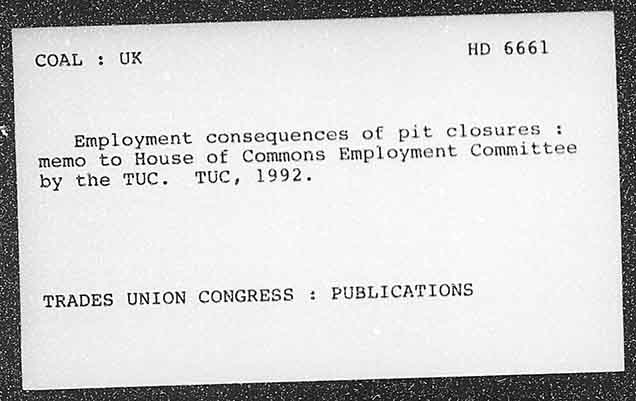 COAL : UK HD 6661
Employment consequences of pit closures :
memo to House of Commons Employment Committee
by the TUC. TUC, 1992.
TRADES UNION CONGRESS : PUBLICATIONS